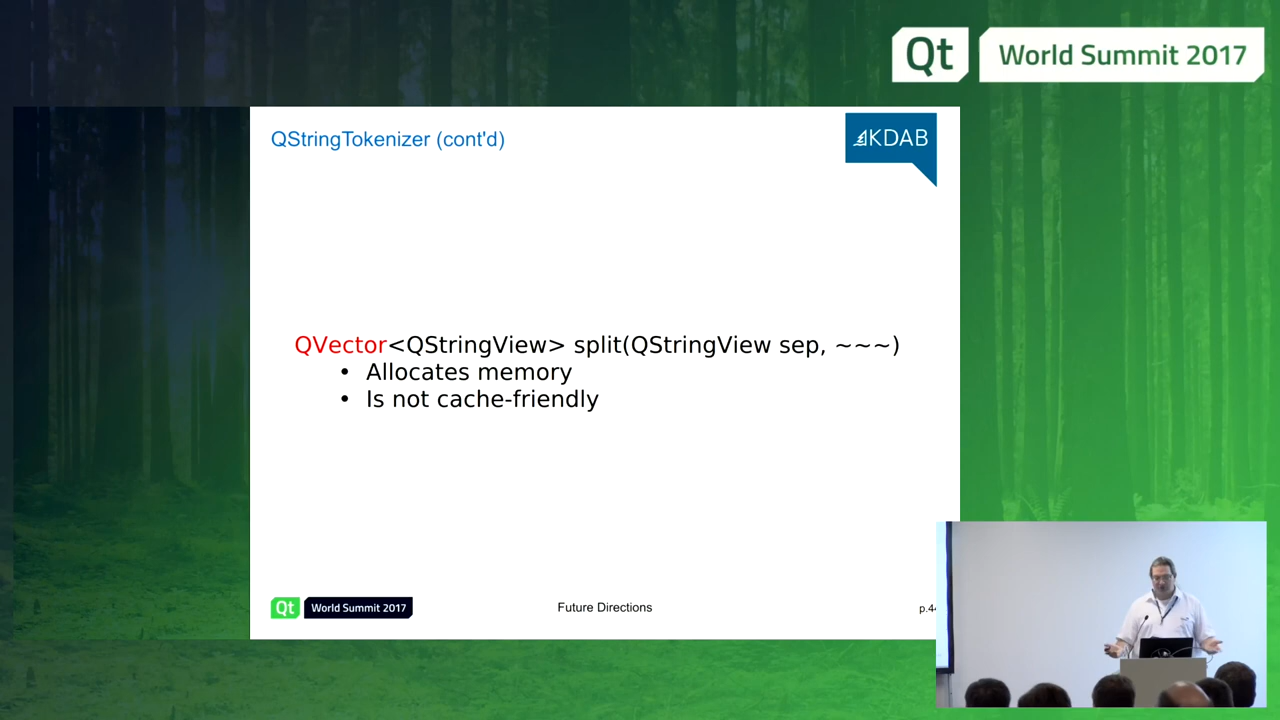 Qt World Summit 2017
QStringTokenizer (cont'd)
KDAB
QVector<QStringView> split(QStringView sep, ~~~)
• Allocates memory
• Is not cache-friendly
Qt World Summit 2017
Future Directions
p.44